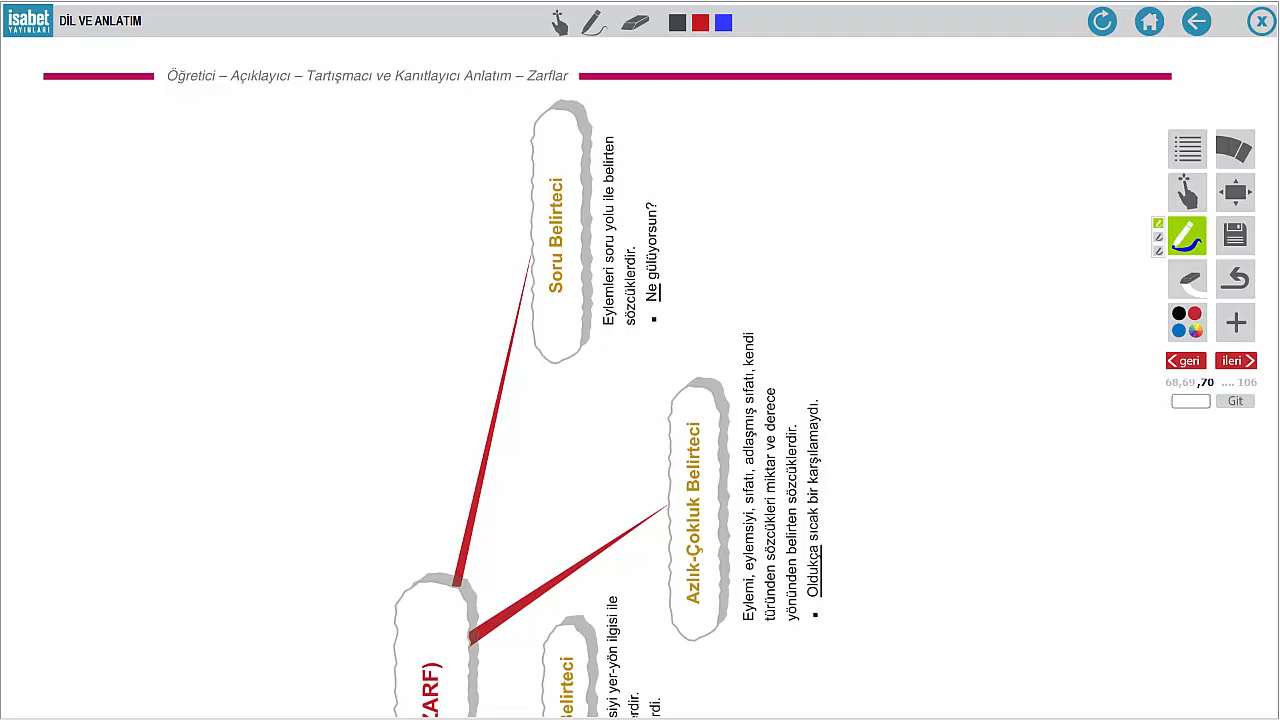 isabet
YAYINLARI
DİL VE ANLATIM
Öğretici – Açıklayıcı – Tartışmacı ve Kanıtlayıcı Anlatım – Zarflar
Soru Belirteci
Eylemleri soru yolu ile belirten
sözcüklerdir.
▪ Ne gülüyorsun?
Azlık-Çokluk Belirteci
Eylemi, eylemsiyi, sıfatı, adlaşmış sıfatı, kendi
türünden sözcükleri miktar ve derece
yönünden belirten sözcüklerdir.
▪ Oldukça sıcak bir karşılamaydı.
ZARF)
Belirteci
siyi yer-yön ilgisi ile
erdir.
rdi.
geri
ileri
68,69,70 .... 106
Git